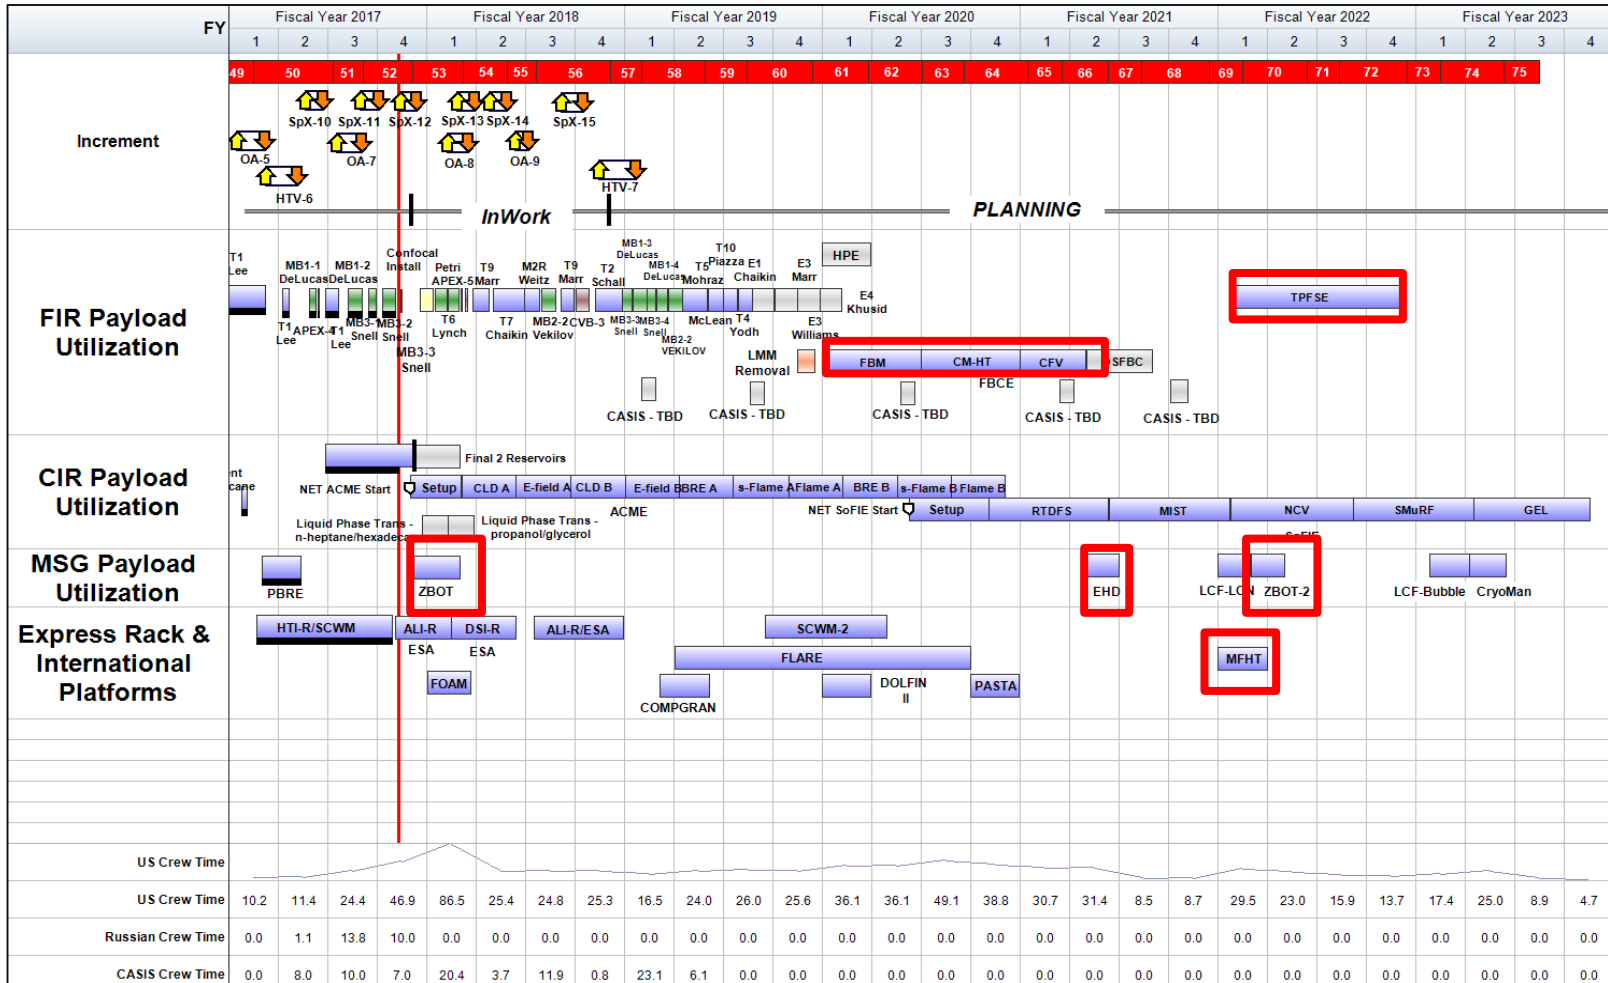 FY
Fiscal Year 2017 Fiscal Year 2018 Fiscal Year 2019 Fiscal Year 2020 Fiscal Year 2021 Fiscal Year 2022 Fiscal Year 2023
1 2 3 4 1 2 3 4 1 2 3 4 1 2 3 4 1 2 3 4 1 2 3 4 1 2 3 4
49 50 51 52 53 54 55 56 57 58 59 60 61 62 63 64 65 66 67 68 69 70 71 72 73 74 75
Increment
SpX-10 SpX-11 SpX-12 SpX-13 SpX-14 SpX-15
OA-5 OA-7 OA-8 OA-9
HTV-6 HTV-7
InWork PLANNING
FIR Payload
Utilization
T1
Lee
MB1-1
DeLucas
MB1-2
DeLucas
Confocal
Install
Petri
APEX-5
T9
Marr
M2R
Weitz
T9
Marr
T2
Schall
MB1-3
DeLucas
MB1-4
DeLucas
T5
Mohraz
T10
Piazza
E1
Chaikin
E3
Marr
HPE
TPFSE
T1
Lee
APEX-4
T1
Lee
MB3-1
Snell
MB3-2
Snell
MB3-3
Snell
T6
Lynch
T7
Chaikin
MB2-2
Vekilov
CVB-3
MB3-3
Snell
MB3-4
Snell
MB2-2
VEKILOV
McLean
T4
Yodh
E3
Williams
E4
Khusid
LMM
Removal
FBM CM-HT CFV SFBC
FBCE
CASIS - TBD CASIS - TBD CASIS - TBD CASIS - TBD CASIS - TBD
CIR Payload
Utilization
nt
cane
Final 2 Reservoirs
NET ACME Start
Setup CLD A E-field A CLD B E-field B BRE A s-Flame A Flame A BRE B s-Flame B Flame B
ACME
NET SoFIE Start
Setup RTDFS MIST NCV SMuRF GEL
SoFIE
Liquid Phase Trans -
n-heptane/hexadeca
Liquid Phase Trans -
propanol/glycerol
MSG Payload
Utilization
PBRE ZBOT EHD LCF-LCN ZBOT-2 LCF-Bubble CryoMan
Express Rack &
International
Platforms
HTI-R/SCWM ALI-R DSI-R ALI-R/ESA SCWM-2
ESA ESA
FLARE MFHT
FOAM COMPGRAN DOLFIN
II
PASTA
US Crew Time
US Crew Time 10.2 11.4 24.4 46.9 86.5 25.4 24.8 25.3 16.5 24.0 26.0 25.6 36.1 36.1 49.1 38.8 30.7 31.4 8.5 8.7 29.5 23.0 15.9 13.7 17.4 25.0 8.9 4.7
Russian Crew Time 0.0 1.1 13.8 10.0 0.0 0.0 0.0 0.0 0.0 0.0 0.0 0.0 0.0 0.0 0.0 0.0 0.0 0.0 0.0 0.0 0.0 0.0 0.0 0.0 0.0 0.0 0.0 0.0
CASIS Crew Time 0.0 8.0 10.0 7.0 20.4 3.7 11.9 0.8 23.1 6.1 0.0 0.0 0.0 0.0 0.0 0.0 0.0 0.0 0.0 0.0 0.0 0.0 0.0 0.0 0.0 0.0 0.0 0.0